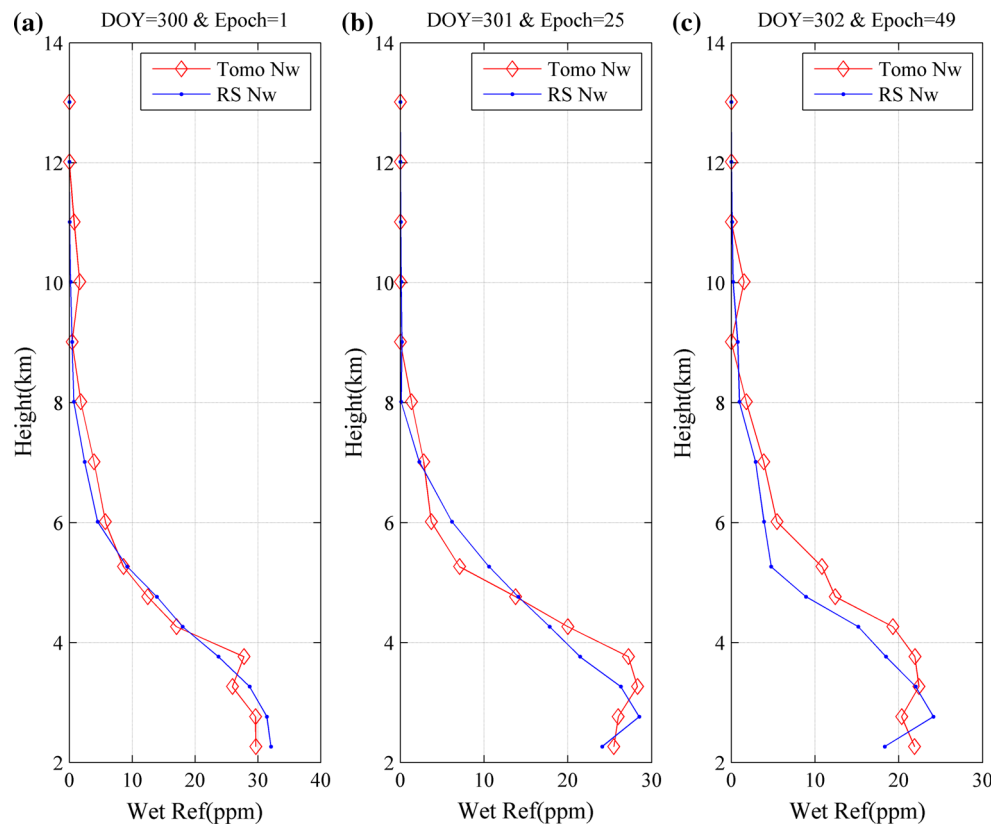 (a) DOY=300 & Epoch=1
14
12
10
8
6
4
2
Height(km)
Tomo Nw
RS Nw
0 10 20 30 40
Wet Ref(ppm)
(b) DOY=301 & Epoch=25
14
12
10
8
6
4
2
Height(km)
Tomo Nw
RS Nw
0 10 20 30
Wet Ref(ppm)
(c) DOY=302 & Epoch=49
14
12
10
8
6
4
2
Height(km)
Tomo Nw
RS Nw
0 10 20 30
Wet Ref(ppm)